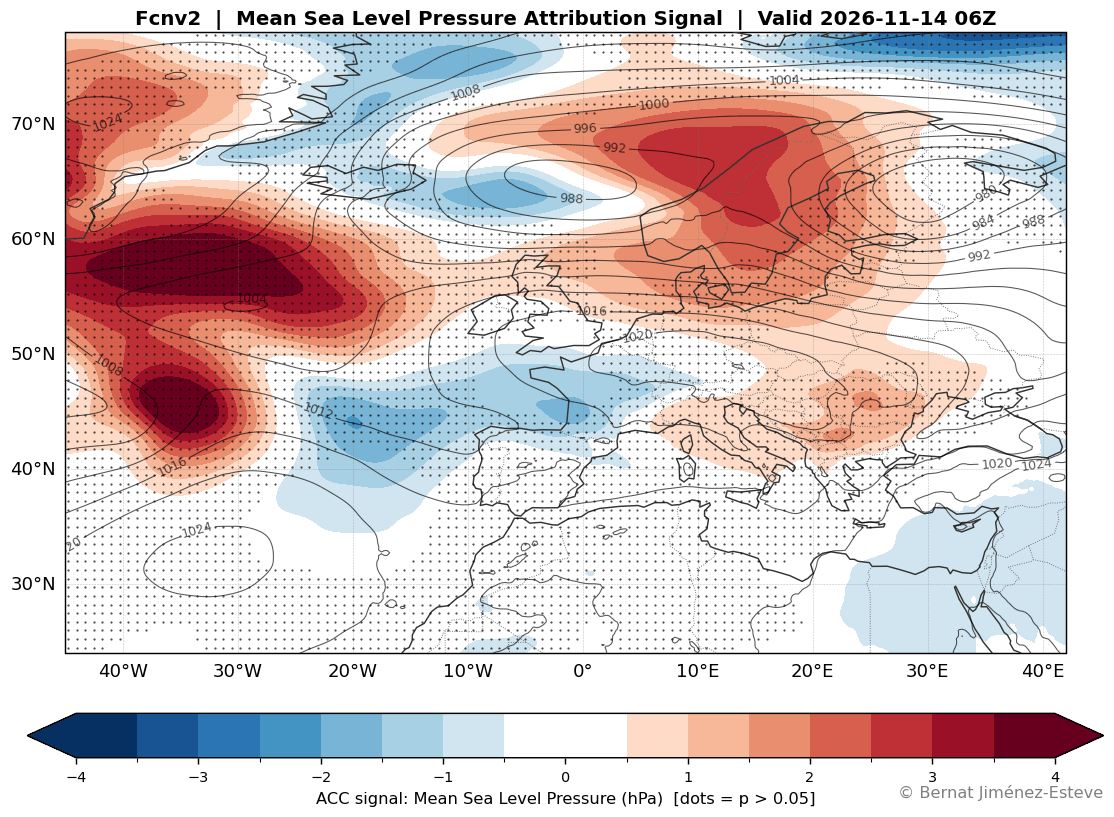 Fcnv2 | Mean Sea Level Pressure Attribution Signal | Valid 2026-11-14 06Z
1004
1008
1024
1000
70°N
996
992
980
988
984
988
60°N
992
1004
1016
1020
50°N
1008
1012
1016
1020
1024
40°N
1024
20
30°N
40°W 30°W 20°W 10°W 0° 10°E 20°E 30°E 40°E
−4 −3 −2 −1 0 1 2 3 4
ACC signal: Mean Sea Level Pressure (hPa) [dots = p > 0.05]
© Bernat Jiménez-Esteve